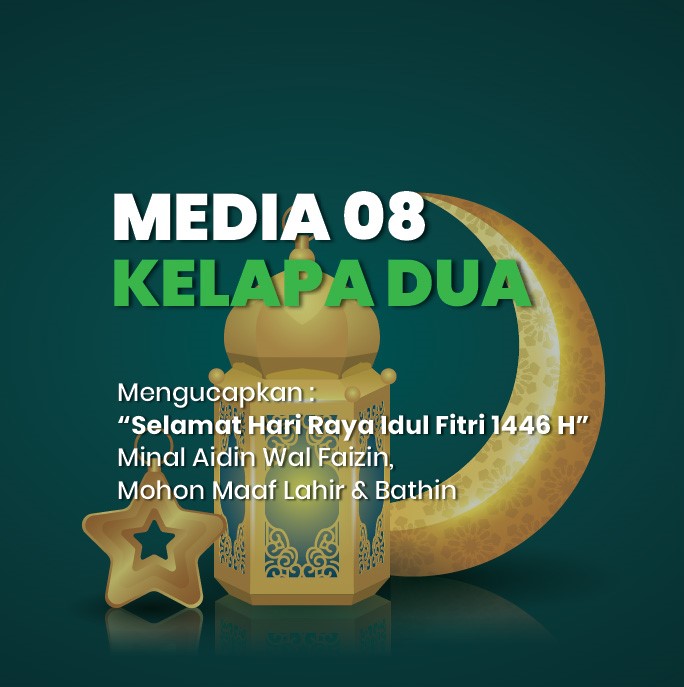 MEDIA 08
KELAPA DUA
Mengucapkan :
“Selamat Hari Raya Idul Fitri 1446 H”
Minal Aidin Wal Faizin,
Mohon Maaf Lahir & Bathin